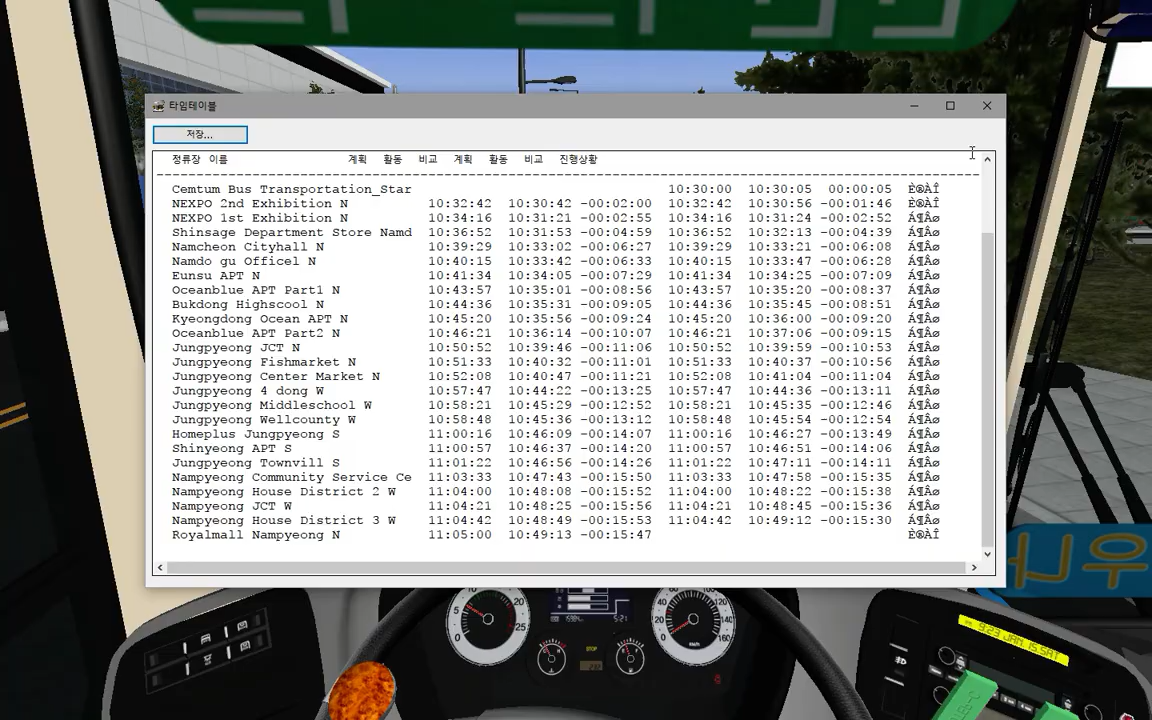 타임테이블
저장...
정류장 이름 계획 활동 비교 계획 활동 비교 진행상황
Cemtum Bus Transportation_Star 10:30:00 10:30:05 00:00:05 È®ÀÎ
NEXPO 2nd Exhibition N 10:32:42 10:30:42 -00:02:00 10:32:42 10:30:56 -00:01:46 È®ÀÎ
NEXPO 1st Exhibition N 10:34:16 10:31:21 -00:02:55 10:34:16 10:31:24 -00:02:52 Á¶Âø
Shinsage Department Store Namd 10:36:52 10:31:53 -00:04:59 10:36:52 10:32:13 -00:04:39 Á¶Âø
Namcheon Cityhall N 10:39:29 10:33:02 -00:06:27 10:39:29 10:33:21 -00:06:08 Á¶Âø
Namdo gu Officel N 10:40:15 10:33:42 -00:06:33 10:40:15 10:33:47 -00:06:28 Á¶Âø
Eunsu APT N 10:41:34 10:34:05 -00:07:29 10:41:34 10:34:25 -00:07:09 Á¶Âø
Oceanblue APT Part1 N 10:43:57 10:35:01 -00:08:56 10:43:57 10:35:20 -00:08:37 Á¶Âø
Bukdong Highscool N 10:44:36 10:35:31 -00:09:05 10:44:36 10:35:45 -00:08:51 Á¶Âø
Kyeongdong Ocean APT N 10:45:20 10:35:56 -00:09:24 10:45:20 10:36:00 -00:09:20 Á¶Âø
Oceanblue APT Part2 N 10:46:21 10:36:14 -00:10:07 10:46:21 10:37:06 -00:09:15 Á¶Âø
Jungpyeong JCT N 10:50:52 10:39:46 -00:11:06 10:50:52 10:39:59 -00:10:53 Á¶Âø
Jungpyeong Fishmarket N 10:51:33 10:40:32 -00:11:01 10:51:33 10:40:37 -00:10:56 Á¶Âø
Jungpyeong Center Market N 10:52:08 10:40:47 -00:11:21 10:52:08 10:41:04 -00:11:04 Á¶Âø
Jungpyeong 4 dong W 10:57:47 10:44:22 -00:13:25 10:57:47 10:44:36 -00:13:11 Á¶Âø
Jungpyeong Middleschool W 10:58:21 10:45:29 -00:12:52 10:58:21 10:45:35 -00:12:46 Á¶Âø
Jungpyeong Wellcounty W 10:58:48 10:45:36 -00:13:12 10:58:48 10:45:54 -00:12:54 Á¶Âø
Homeplus Jungpyeong S 11:00:16 10:46:09 -00:14:07 11:00:16 10:46:27 -00:13:49 Á¶Âø
Shinyeong APT S 11:00:57 10:46:37 -00:14:20 11:00:57 10:46:51 -00:14:06 Á¶Âø
Jungpyeong Townvill S 11:01:22 10:46:56 -00:14:26 11:01:22 10:47:11 -00:14:11 Á¶Âø
Nampyeong Community Service Ce 11:03:33 10:47:43 -00:15:50 11:03:33 10:47:58 -00:15:35 Á¶Âø
Nampyeong House District 2 W 11:04:00 10:48:08 -00:15:52 11:04:00 10:48:22 -00:15:38 Á¶Âø
Nampyeong JCT W 11:04:21 10:48:25 -00:15:56 11:04:21 10:48:45 -00:15:36 Á¶Âø
Nampyeong House District 3 W 11:04:42 10:48:49 -00:15:53 11:04:42 10:49:12 -00:15:30 Á¶Âø
Royalmall Nampyeong N 11:05:00 10:49:13 -00:15:47 È®ÀÎ
STOP
9:23 JAN.15.SAT